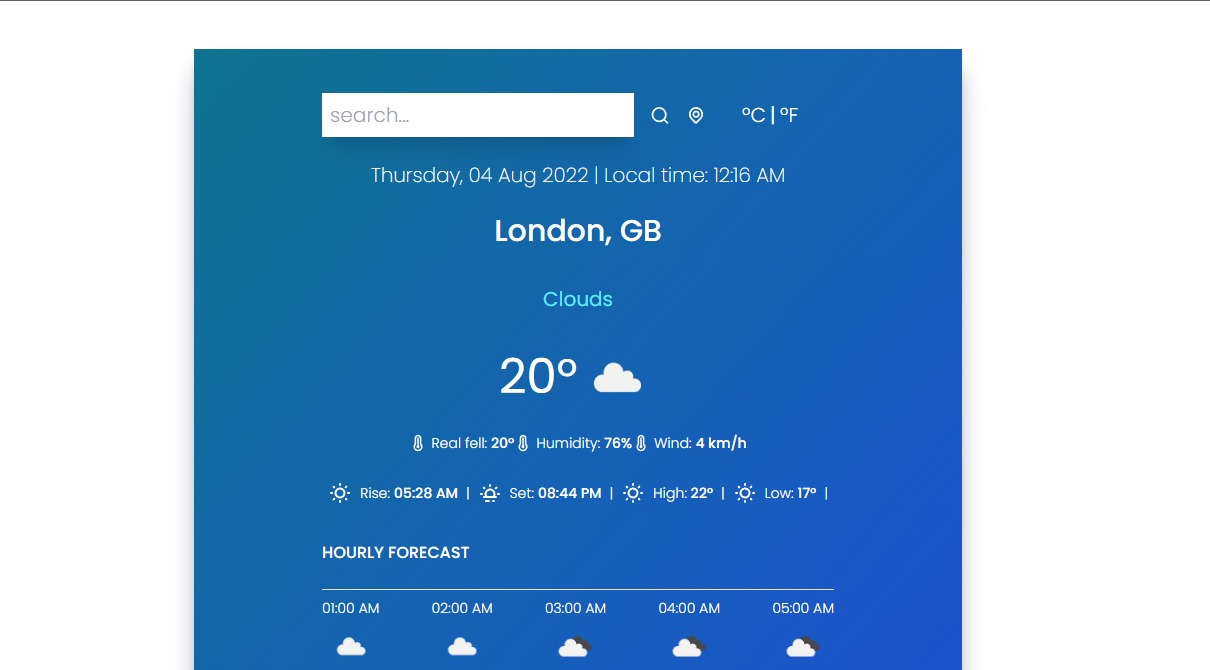 search...
°C | °F
Thursday, 04 Aug 2022 | Local time: 12:16 AM
London, GB
Clouds
20°
Real fell: 20° Humidity: 76% Wind: 4 km/h
Rise: 05:28 AM | Set: 08:44 PM | High: 22° | Low: 17° |
HOURLY FORECAST
01:00 AM 02:00 AM 03:00 AM 04:00 AM 05:00 AM